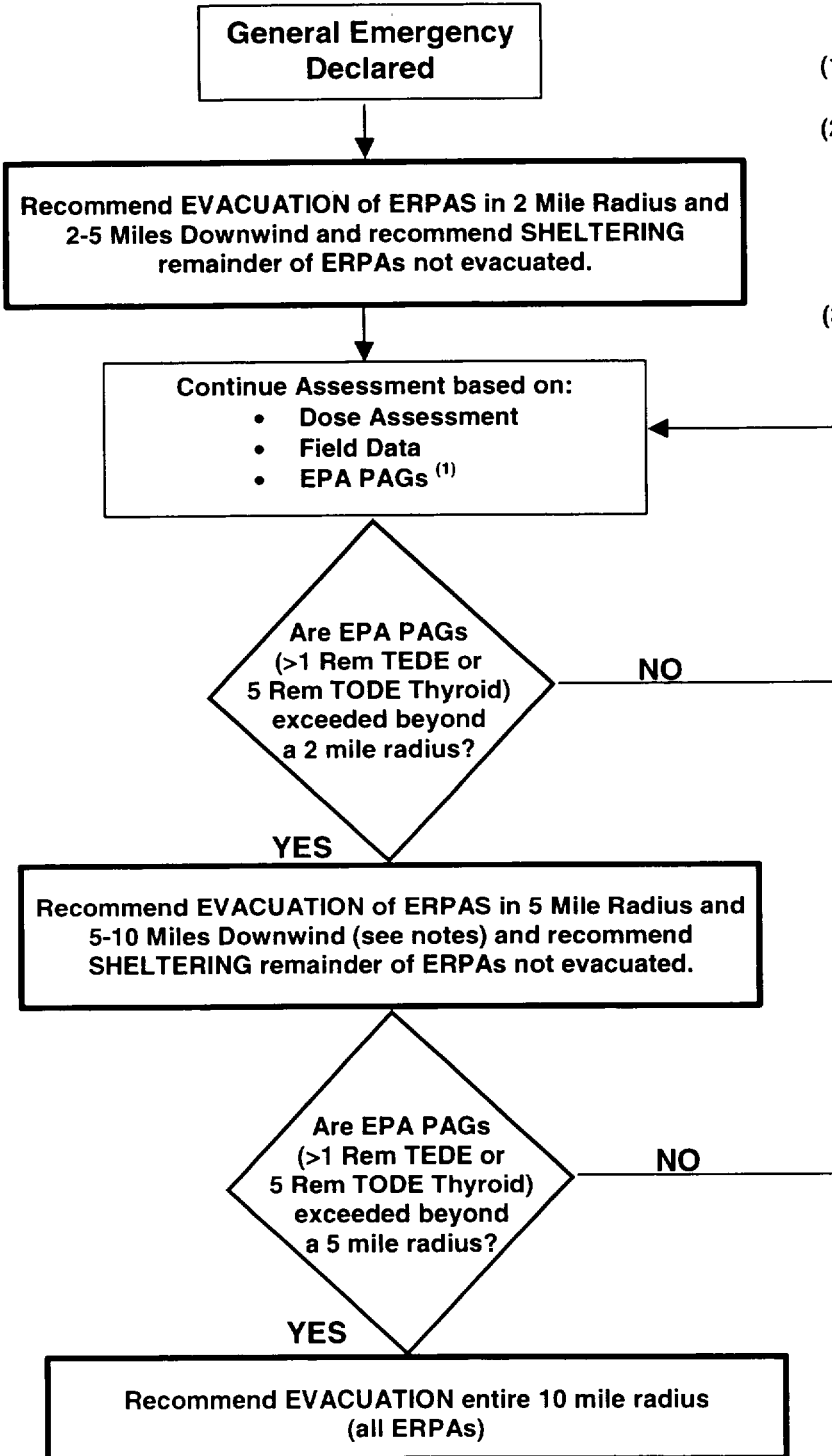 General Emergency
Declared
(1
(2
Recommend EVACUATION of ERPAS in 2 Mile Radius and
2-5 Miles Downwind and recommend SHELTERING
remainder of ERPAs not evacuated.
(3
Continue Assessment based on:
• Dose Assessment
• Field Data
• EPA PAGs (1)
Are EPA PAGs
(>1 Rem TEDE or
5 Rem TODE Thyroid)
exceeded beyond
a 2 mile radius?
NO
YES
Recommend EVACUATION of ERPAS in 5 Mile Radius and
5-10 Miles Downwind (see notes) and recommend
SHELTERING remainder of ERPAs not evacuated.
Are EPA PAGs
(>1 Rem TEDE or
5 Rem TODE Thyroid)
exceeded beyond
a 5 mile radius?
NO
YES
Recommend EVACUATION entire 10 mile radius
(all ERPAs)